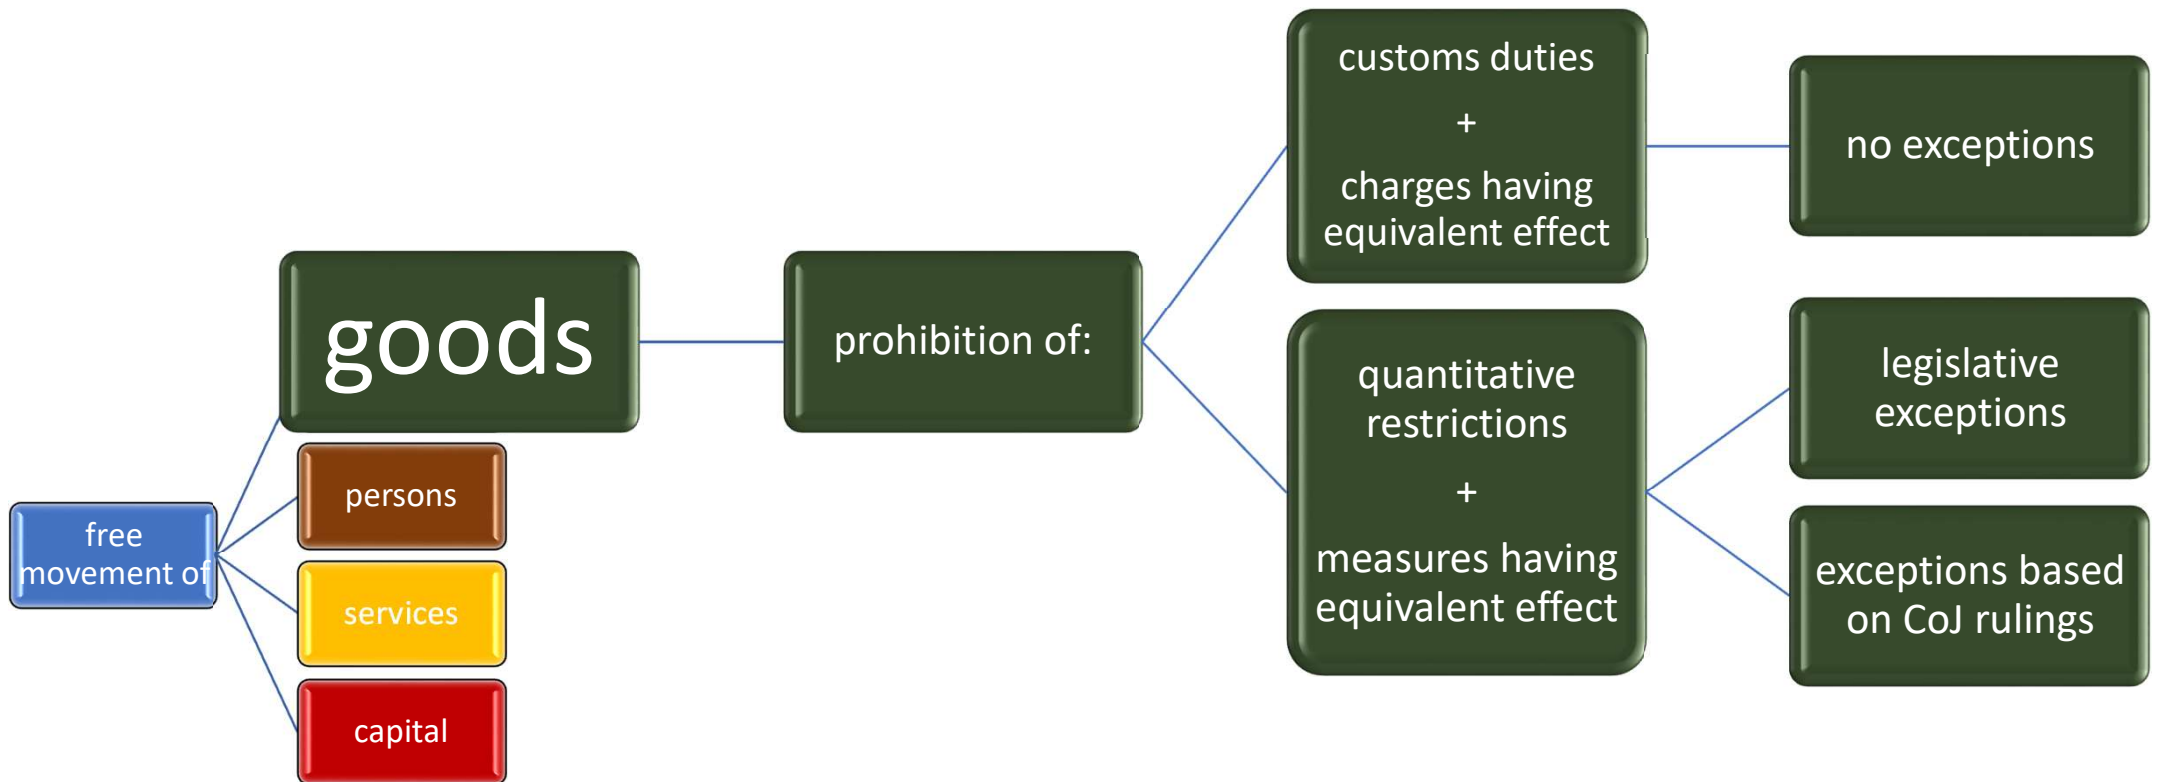 free
movement of
goods
persons
services
capital
prohibition of:
customs duties
+
charges having
equivalent effect
no exceptions
quantitative
restrictions
+
measures having
equivalent effect
legislative
exceptions
exceptions based
on CoJ rulings